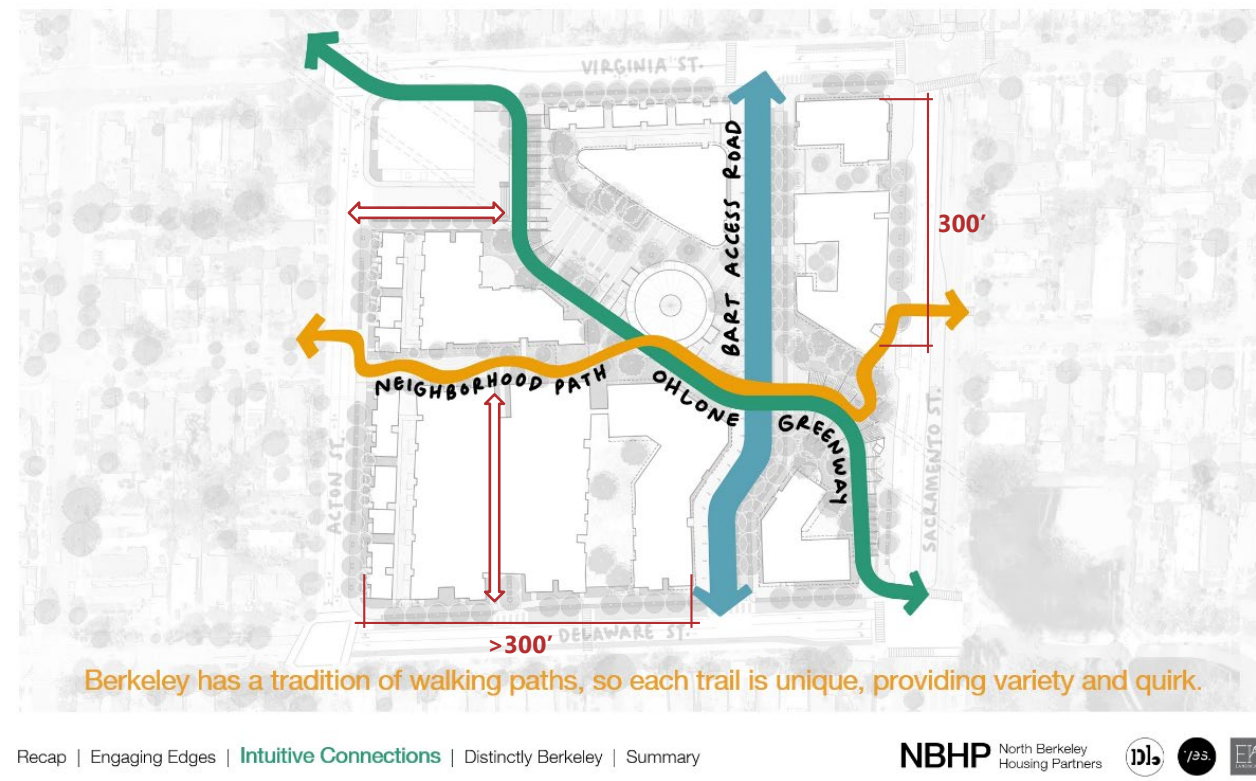 VIRGINIA ST.
BART ACCESS ROAD
300'
NEIGHBORHOOD PATH
OHLONE GREENWAY
ACTON ST.
SACRAMENTO ST.
>300'
DELAWARE ST.
Berkeley has a tradition of walking paths, so each trail is unique, providing variety and quirk.
Recap | Engaging Edges | Intuitive Connections | Distinctly Berkeley | Summary
NBHP North Berkeley
Housing Partners
yes.